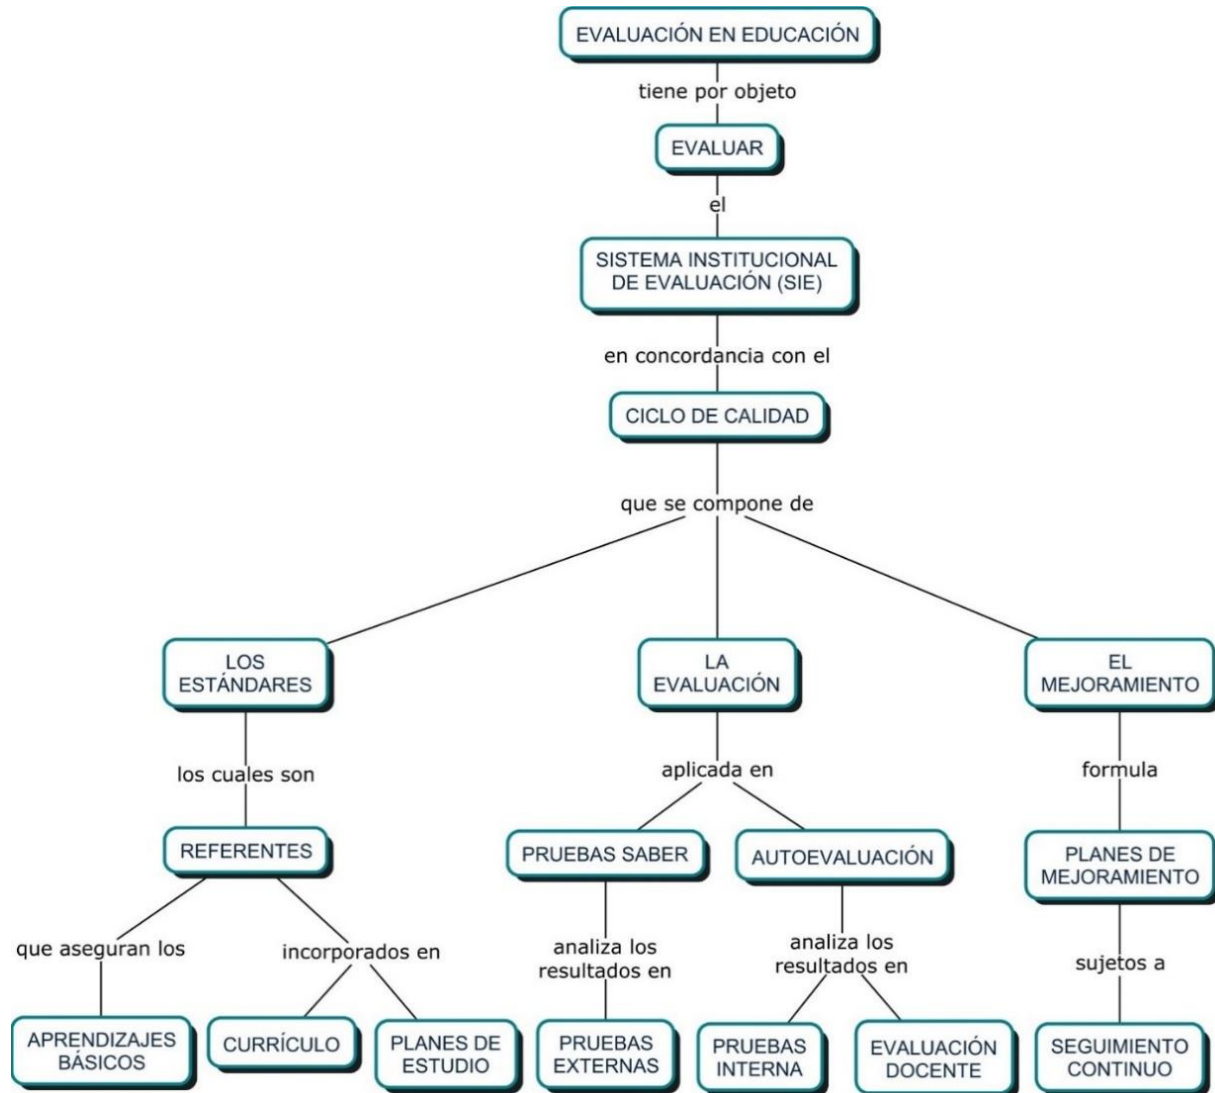 EVALUACIÓN EN EDUCACIÓN
tiene por objeto
EVALUAR
el
SISTEMA INSTITUCIONAL
DE EVALUACIÓN (SIE)
en concordancia con el
CICLO DE CALIDAD
que se compone de
LOS
ESTÁNDARES
los cuales son
REFERENTES
que aseguran los
APRENDIZAJES
BÁSICOS
incorporados en
CURRÍCULO
PLANES DE
ESTUDIO
LA
EVALUACIÓN
aplicada en
PRUEBAS SABER
analiza los
resultados en
PRUEBAS
EXTERNAS
AUTOEVALUACIÓN
analiza los
resultados en
PRUEBAS
INTERNA
EVALUACIÓN
DOCENTE
EL
MEJORAMIENTO
formula
PLANES DE
MEJORAMIENTO
sujetos a
SEGUIMIENTO
CONTINUO